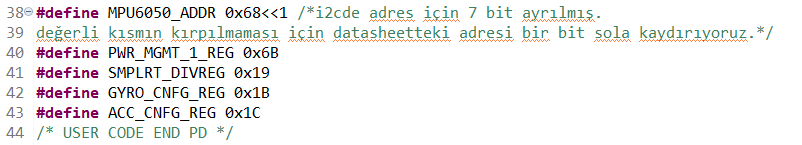 38 #define MPU6050_ADDR 0x68<<1 /*i2cde adres için 7 bit ayrılmış.
39 değerli kısmın kırpılmaması için datasheetteki adresi bir bit sola kaydırıyoruz.*/
40 #define PWR_MGMT_1_REG 0x6B
41 #define SMPLRT_DIVREG 0x19
42 #define GYRO_CNFG_REG 0x1B
43 #define ACC_CNFG_REG 0x1C
44 /* USER CODE END PD */